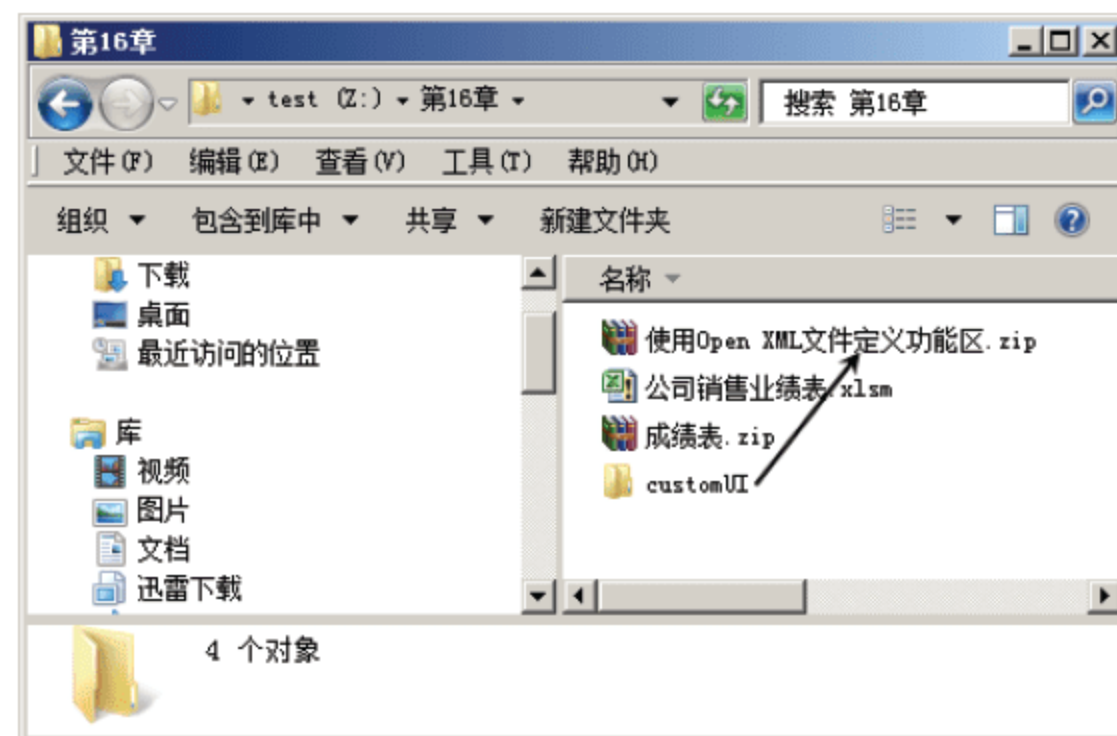 第16章
test (Z:) 第16章
搜索 第16章
文件(F) 编辑(E) 查看(V) 工具(T) 帮助(H)
组织 包含到库中 共享 新建文件夹
下载
桌面
最近访问的位置
库
视频
图片
文档
迅雷下载
名称
使用Open XML文件定义功能区.zip
公司销售业绩表.xlsm
成绩表.zip
customUI
4 个对象